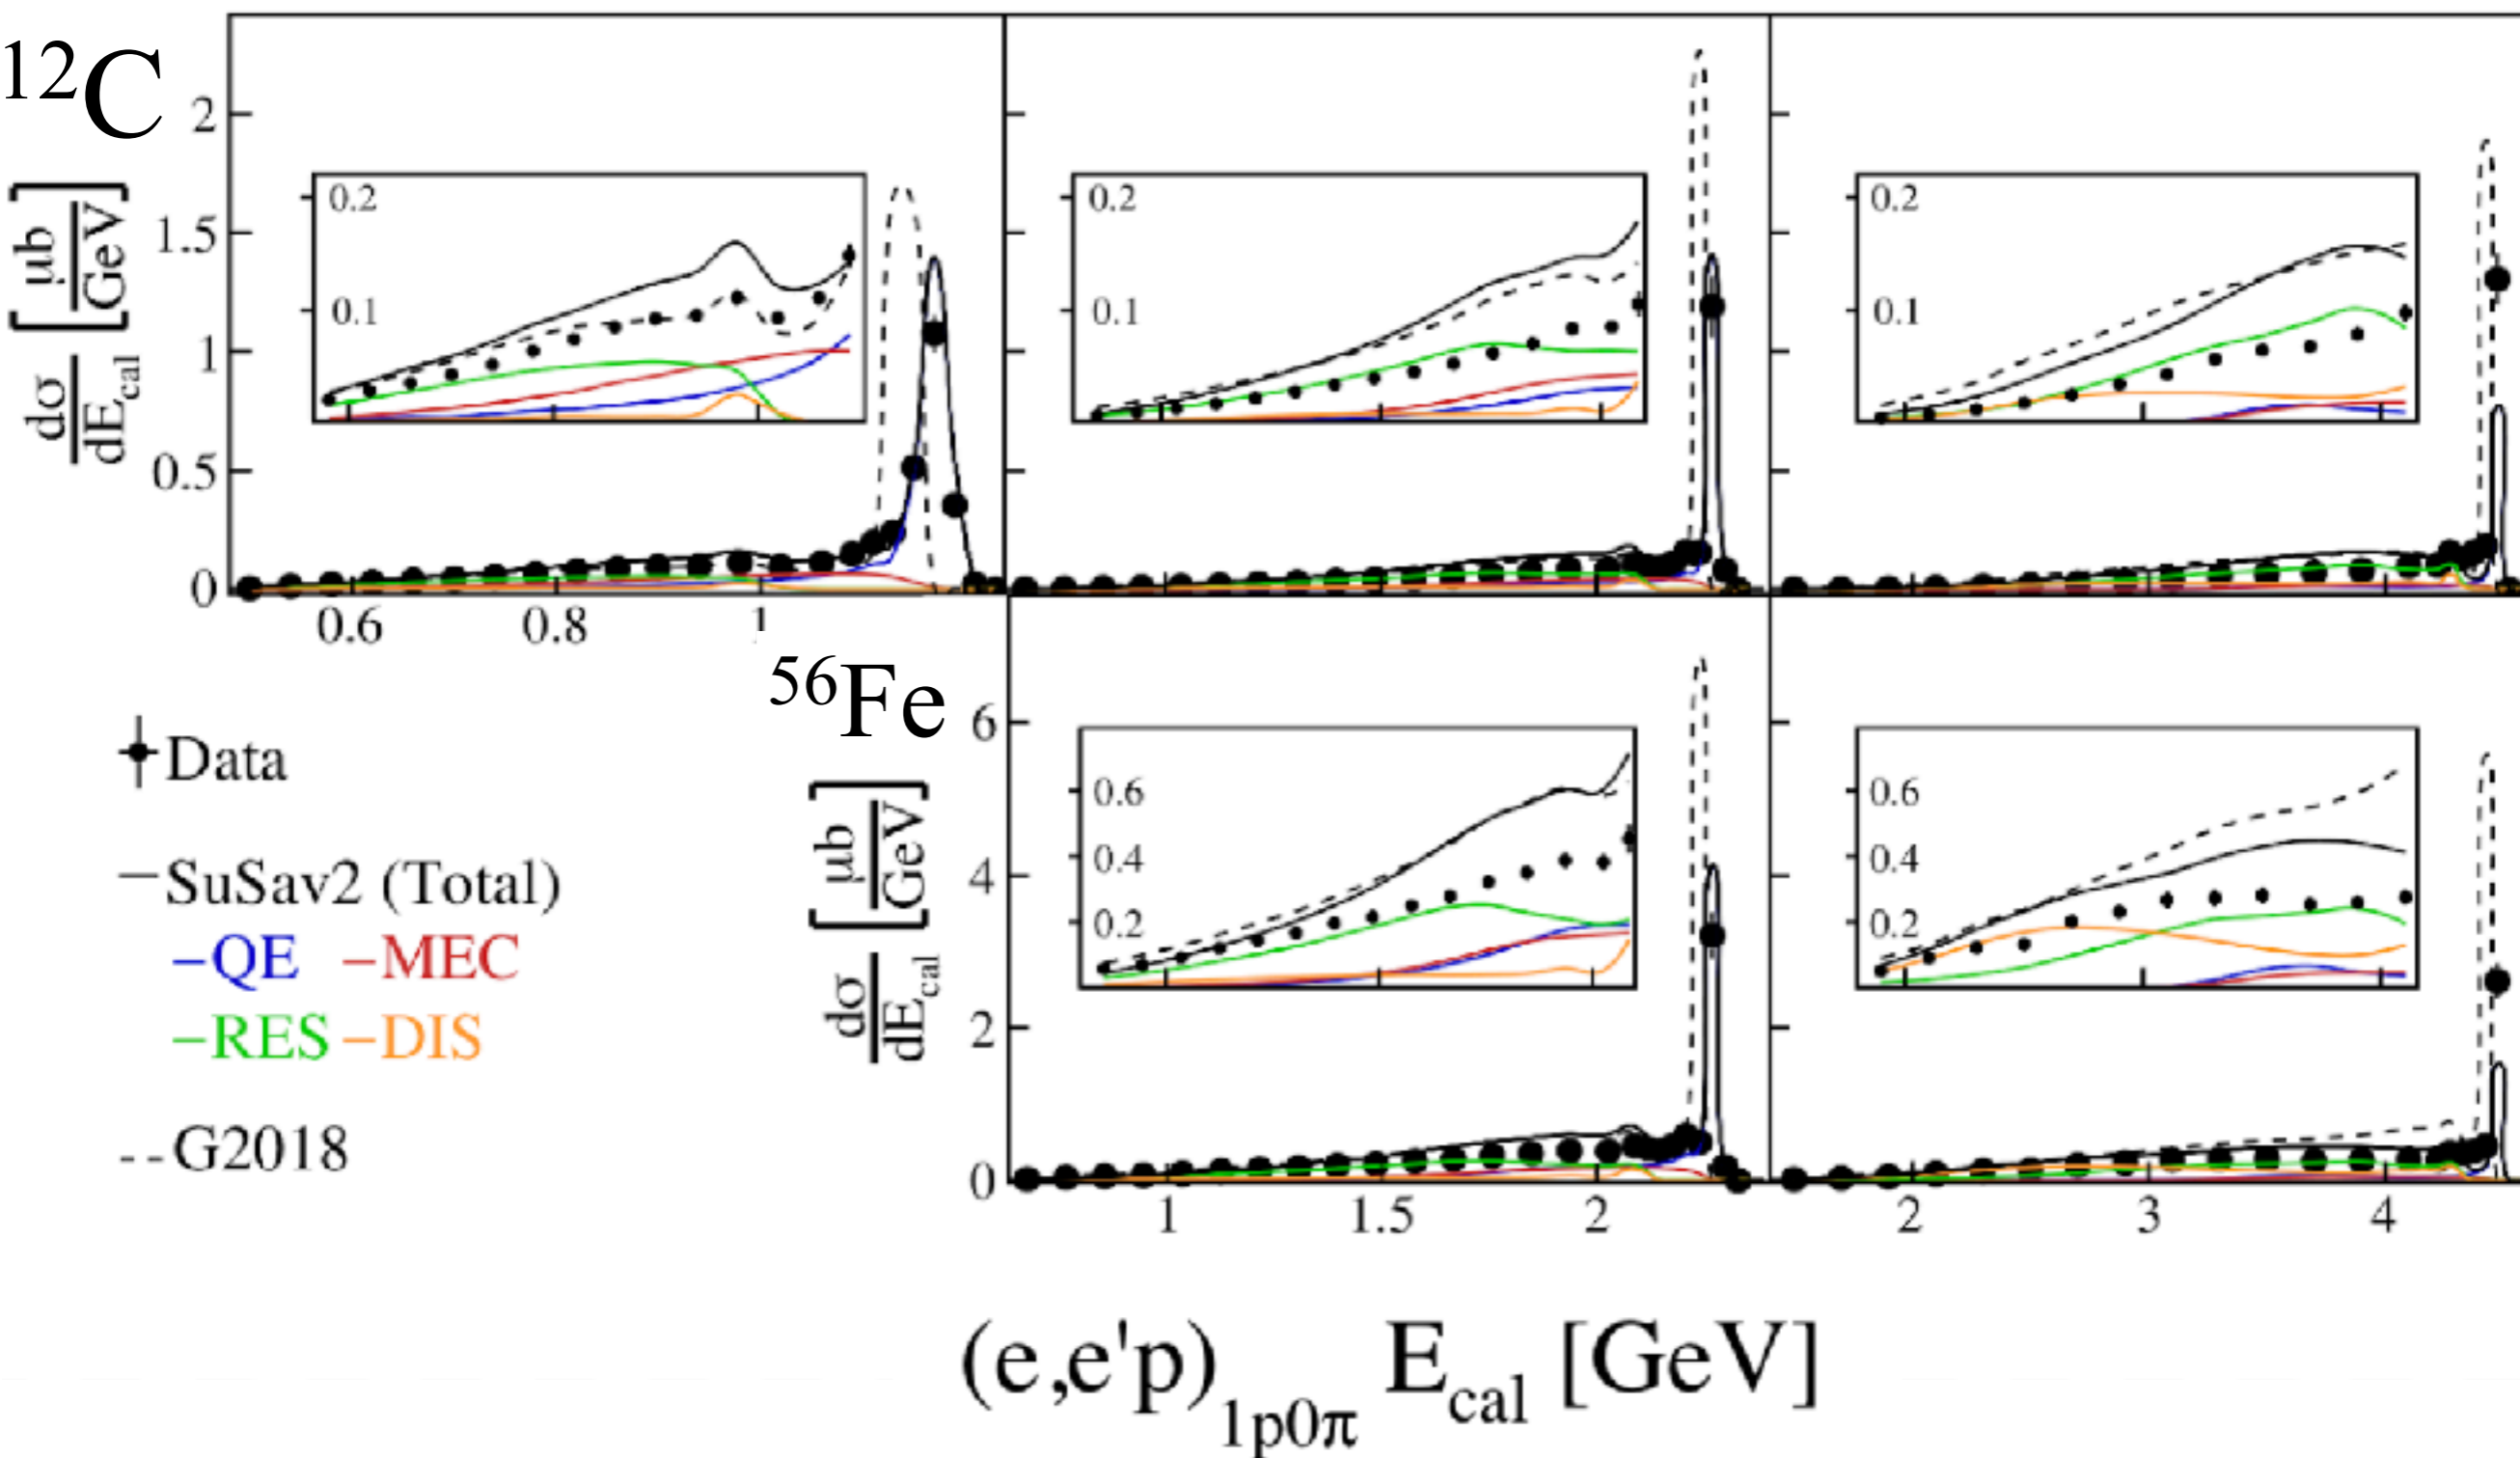 ¹²C
dσ/dE_cal [μb/GeV]
2
1.5
1
0.5
0
0.2
0.1
0.2
0.1
0.2
0.1
0.6
0.8
1
⁵⁶Fe
dσ/dE_cal [μb/GeV]
6
4
2
0
0.6
0.4
0.2
0.6
0.4
0.2
1
1.5
2
2
3
4
Data
SuSav2 (Total)
QE
MEC
RES
DIS
G2018
(e,e'p)_1p0π E_cal [GeV]